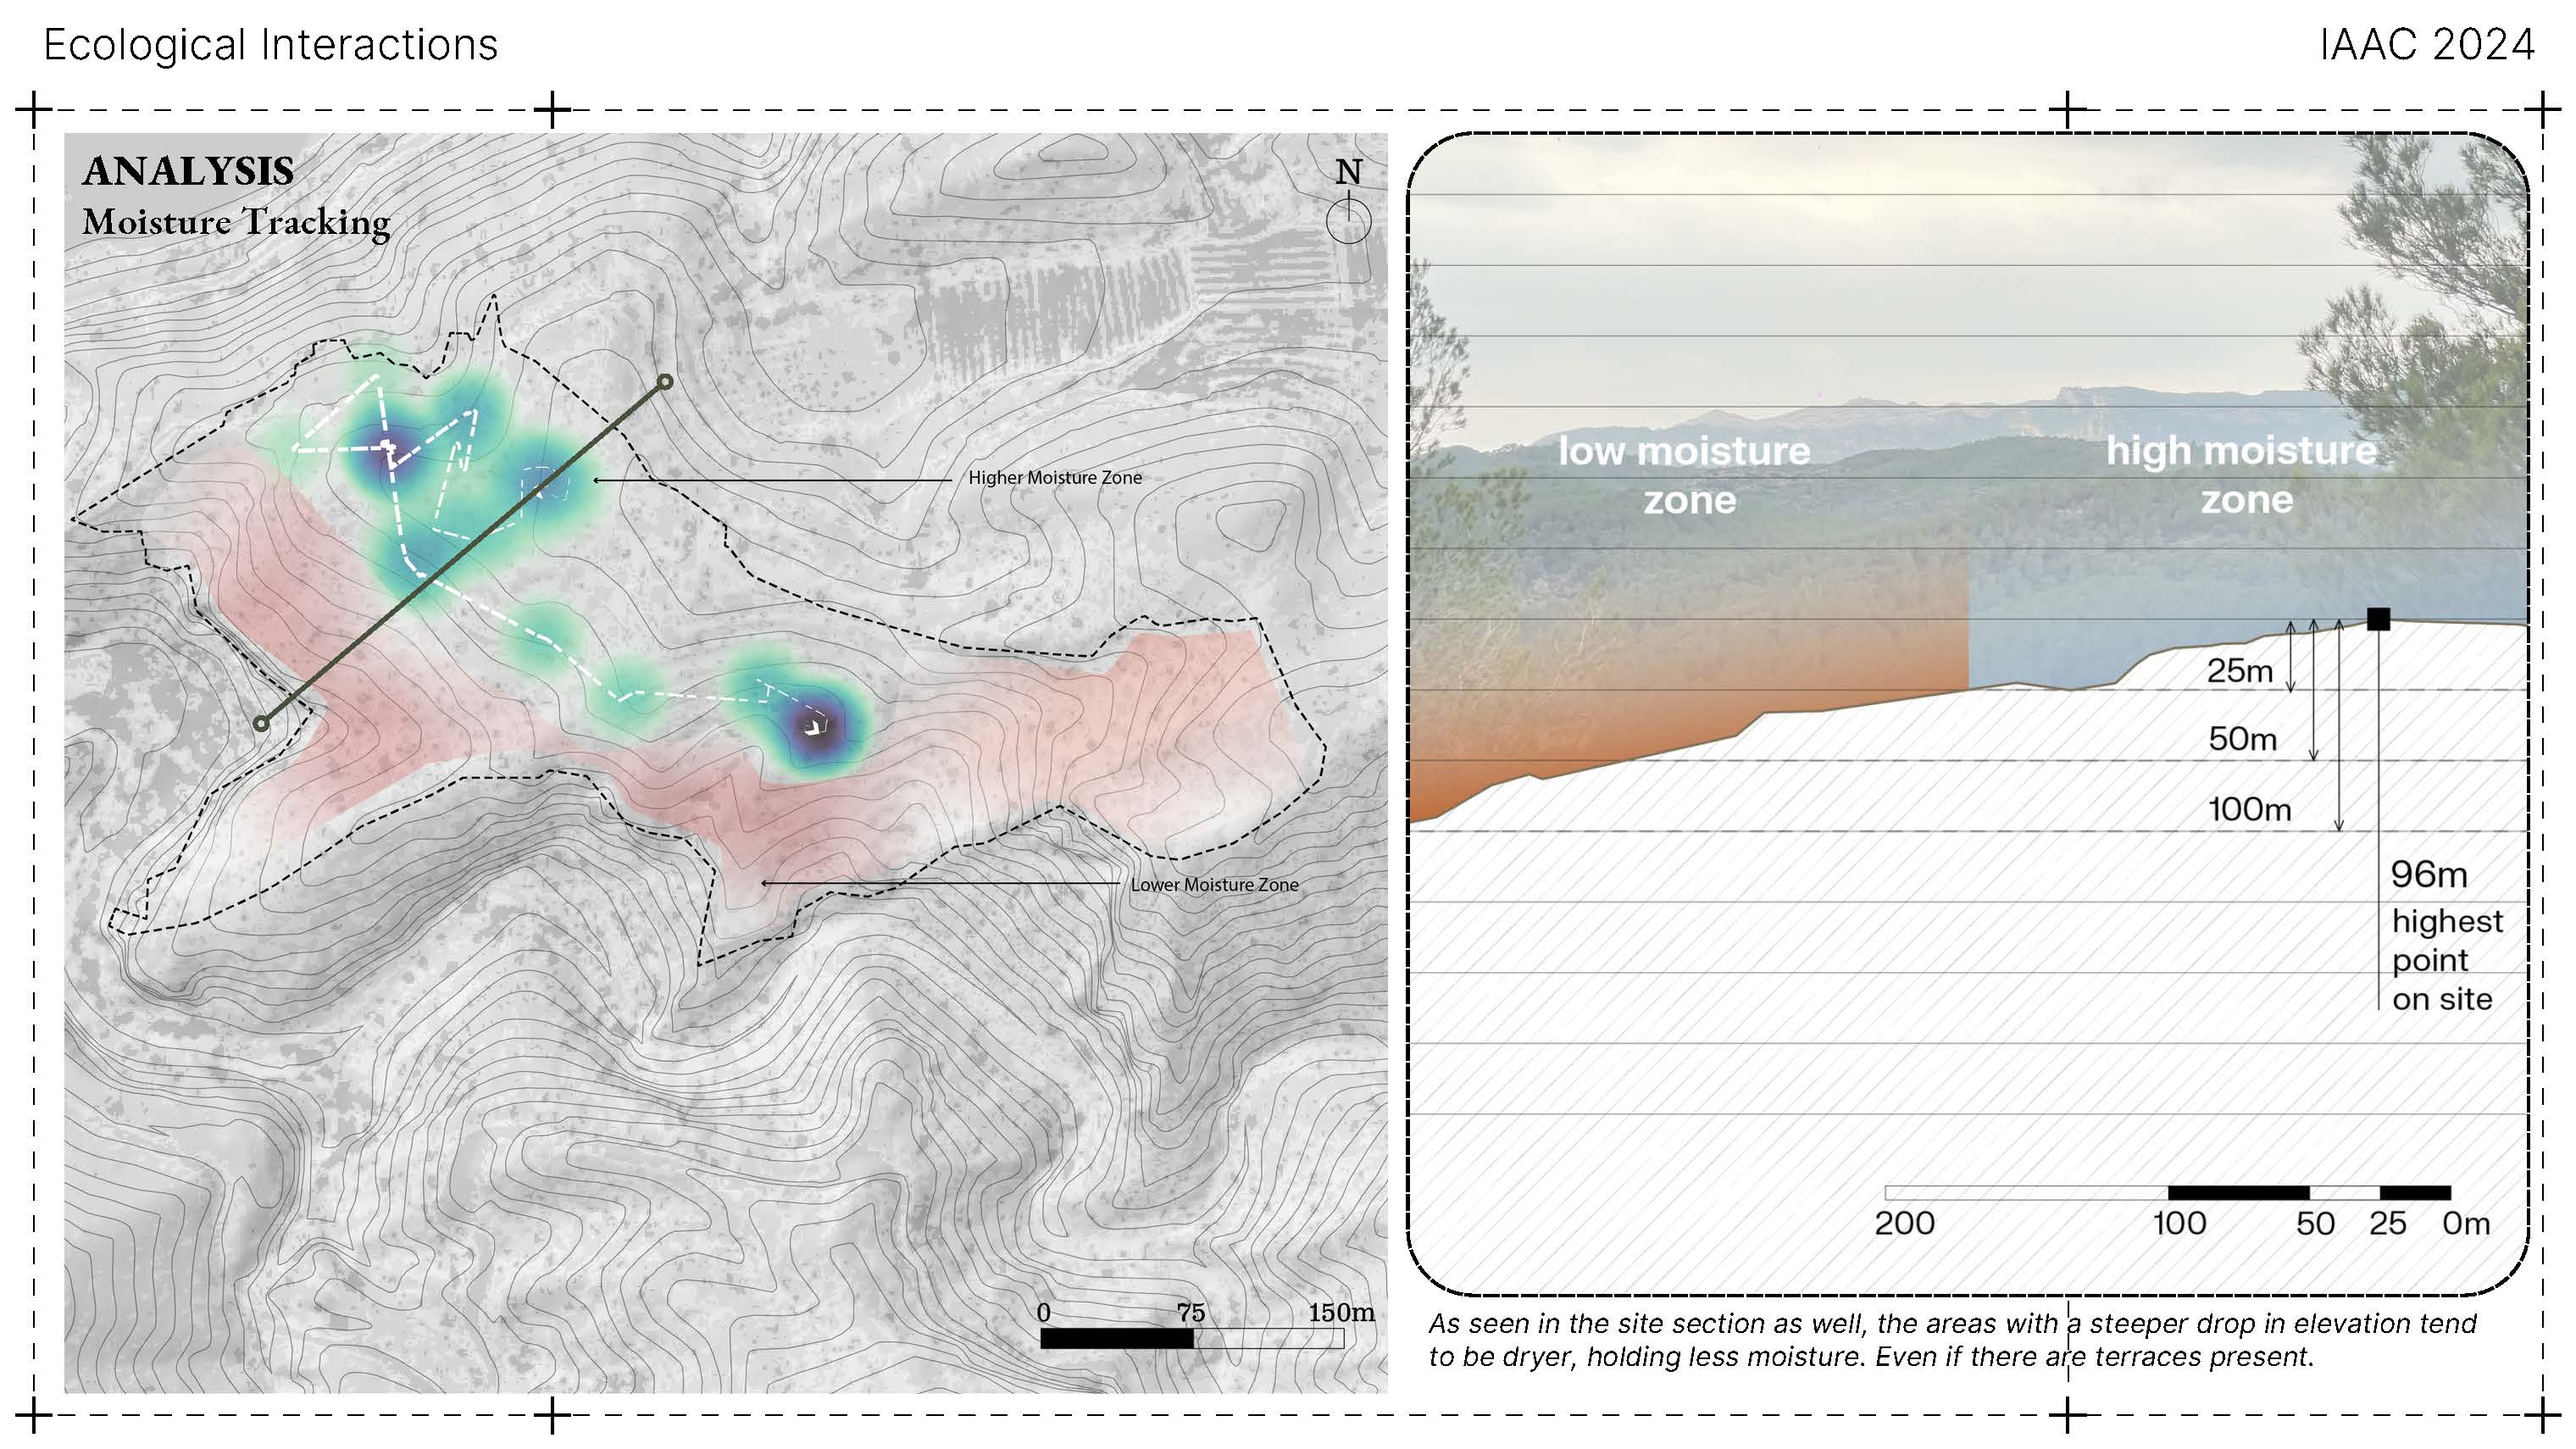 Ecological Interactions
IAAC 2024
ANALYSIS
Moisture Tracking
N
Higher Moisture Zone
Lower Moisture Zone
0 75 150m
low moisture
zone
high moisture
zone
25m
50m
100m
96m
highest
point
on site
200 100 50 25 0m
As seen in the site section as well, the areas with a steeper drop in elevation tend
to be dryer, holding less moisture. Even if there are terraces present.